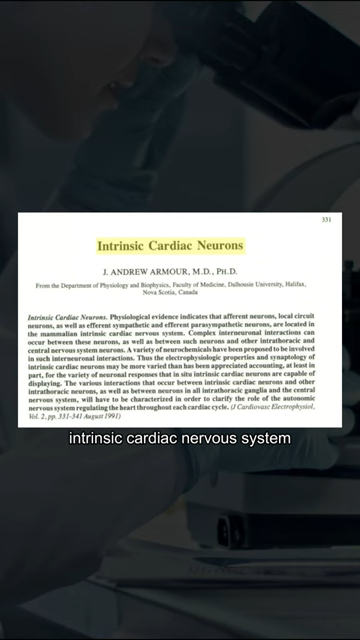 331
Intrinsic Cardiac Neurons
J. ANDREW ARMOUR, M.D., PH.D.
From the Department of Physiology and Biophysics, Faculty of Medicine, Dalhousie University, Halifax,
Nova Scotia, Canada
Intrinsic Cardiac Neurons. Physiological evidence indicates that afferent neurons, local circuit
neurons, as well as efferent sympathetic and efferent parasympathetic neurons, are located in
the mammalian intrinsic cardiac nervous system. Complex interneuronal interactions can
occur between these neurons, as well as between such neurons and other intrathoracic and
central nervous system neurons. A variety of neurochemicals have been proposed to be involved
in such interneuronal interactions. Thus the electrophysiologic properties and synaptology of
intrinsic cardiac neurons may be more varied than has been appreciated accounting, at least in
part, for the variety of neuronal responses that in situ intrinsic cardiac neurons are capable of
displaying. The various interactions that occur between intrinsic cardiac neurons and other
intrathoracic neurons, as well as between neurons in all intrathoracic ganglia and the central
nervous system, will have to be characterized in order to clarify the role of the autonomic
nervous system regulating the heart throughout each cardiac cycle. (J Cardiovasc Electrophysiol,
Vol. 2, pp. 331-341 August 1991)
intrinsic cardiac nervous system